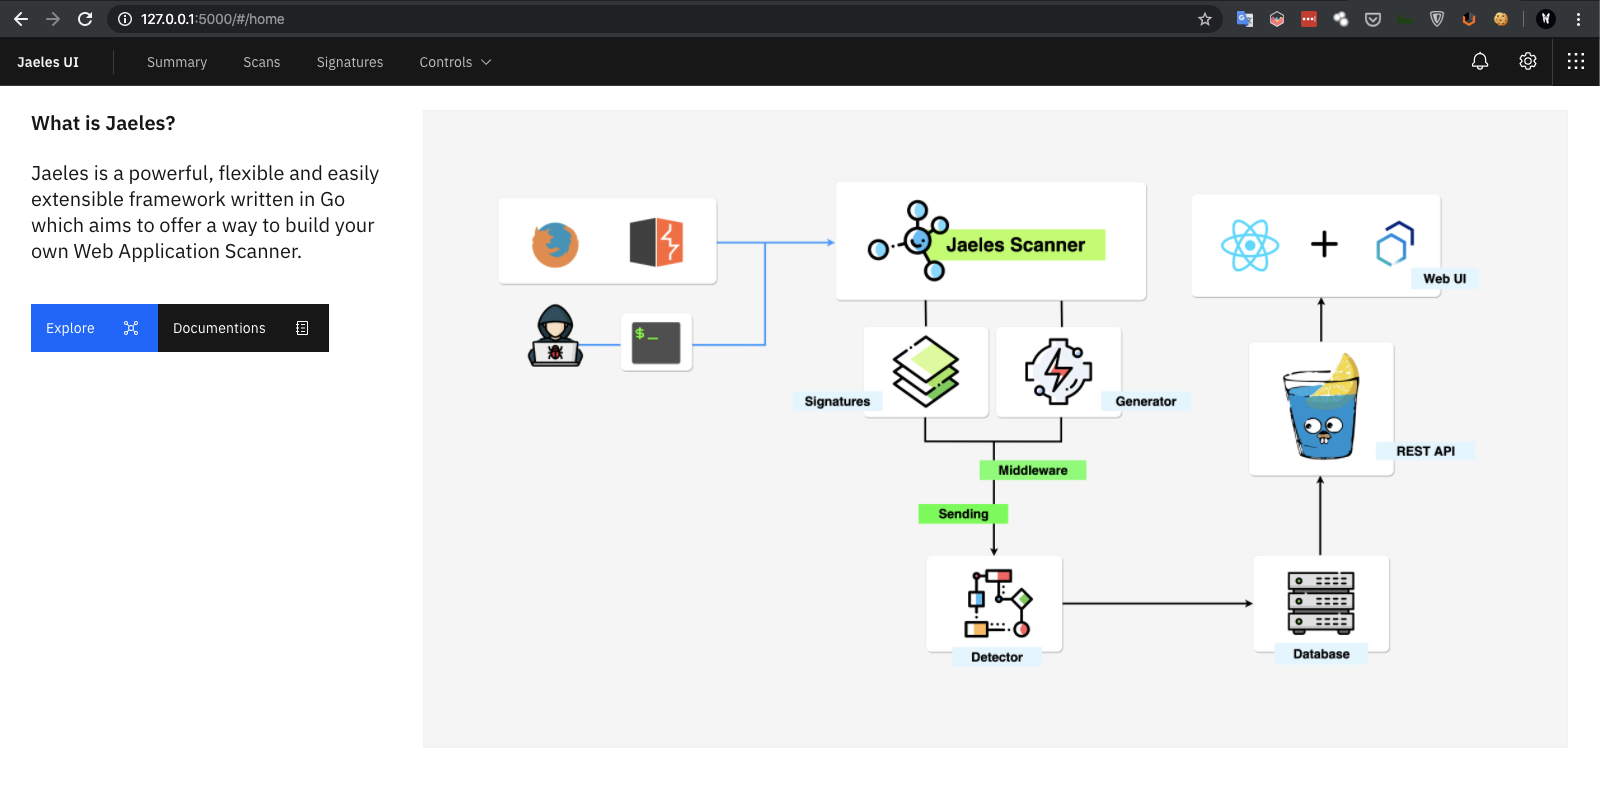 127.0.0.1:5000/#/home
Jaeles UI
Summary
Scans
Signatures
Controls
What is Jaeles?
Jaeles is a powerful, flexible and easily
extensible framework written in Go
which aims to offer a way to build your
own Web Application Scanner.
Explore
Documentions
$_
Jaeles Scanner
Web UI
Signatures
Generator
REST API
Middleware
Sending
Detector
Database